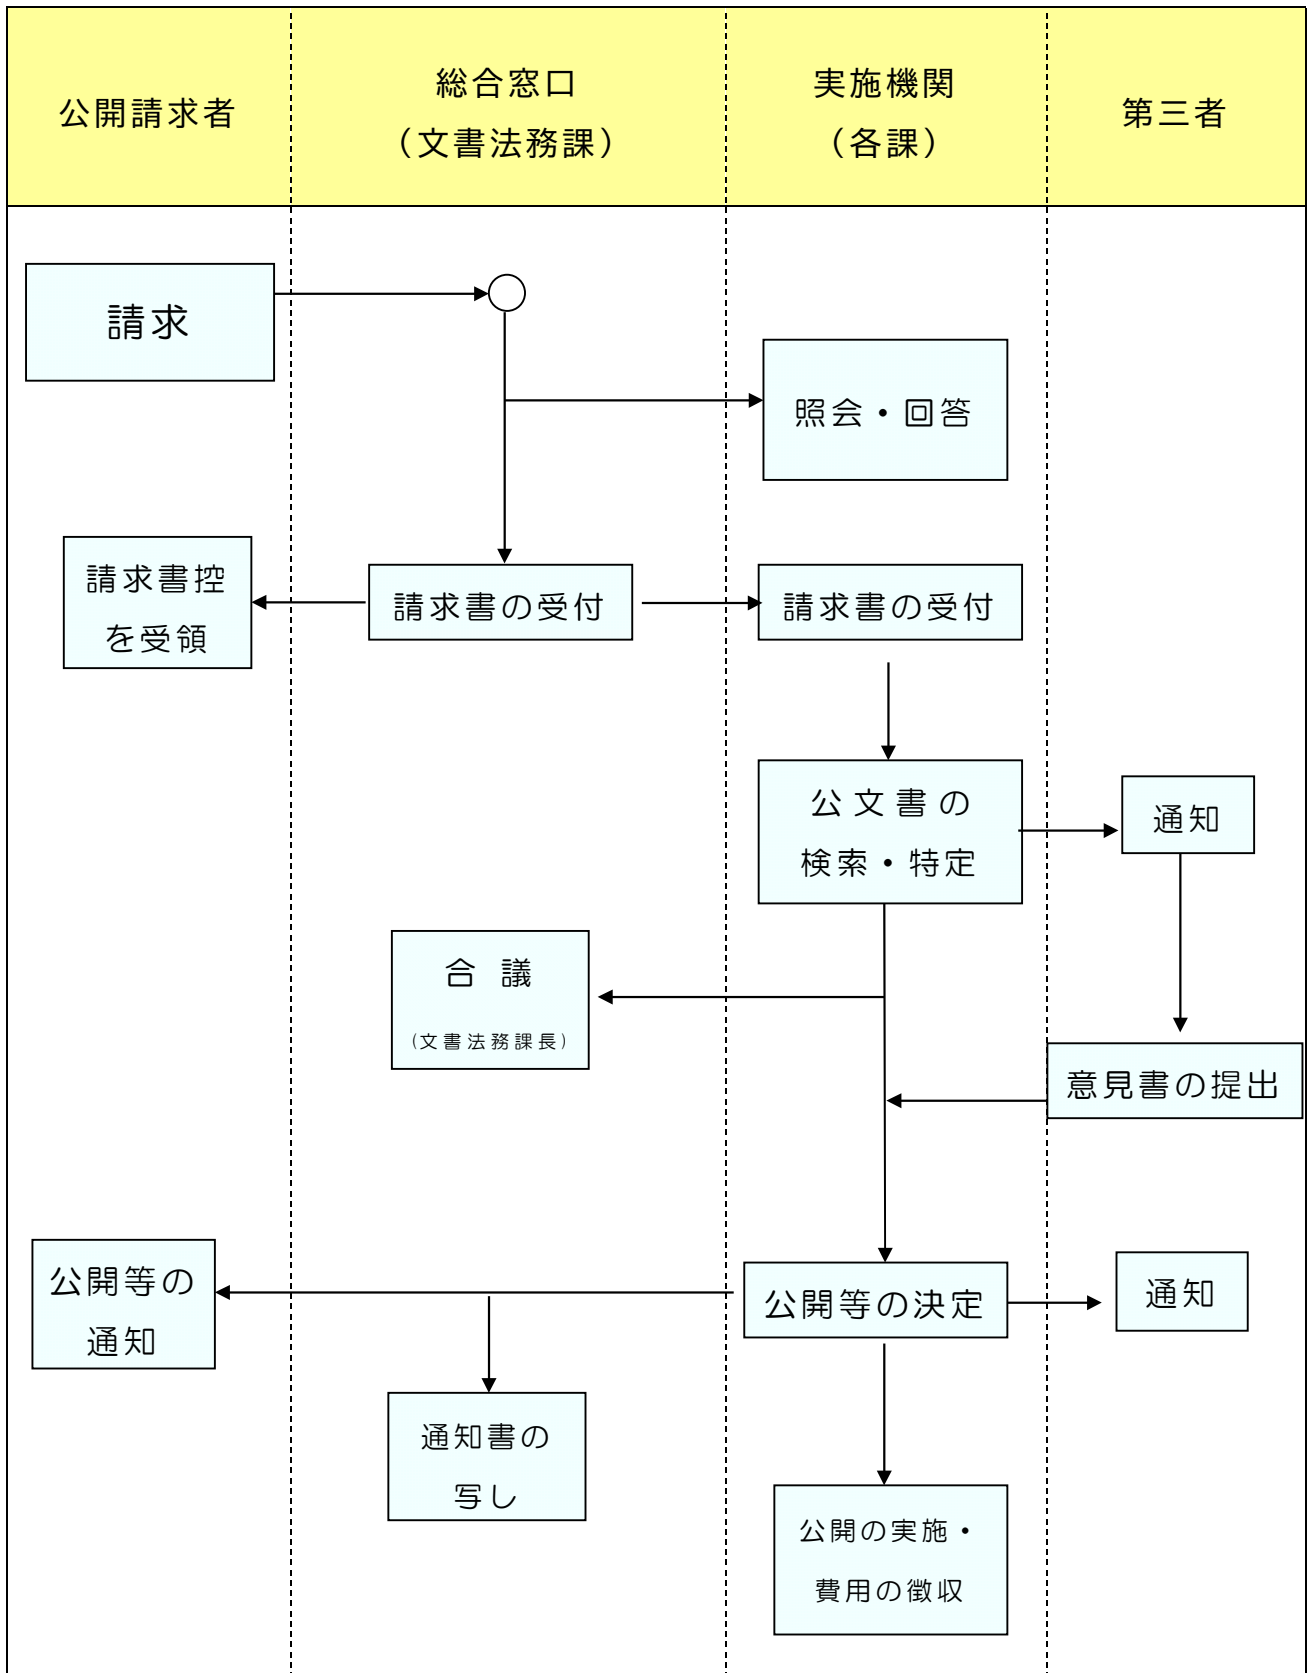 公開請求者
総合窓口
（文書法務課）
実施機関
（各課）
第三者
請求
照会・回答
請求書控
を受領
請求書の受付
請求書の受付
公文書の
検索・特定
通知
合議
（文書法務課長）
意見書の提出
公開等の
通知
公開等の決定
通知
通知書の
写し
公開の実施・
費用の徴収